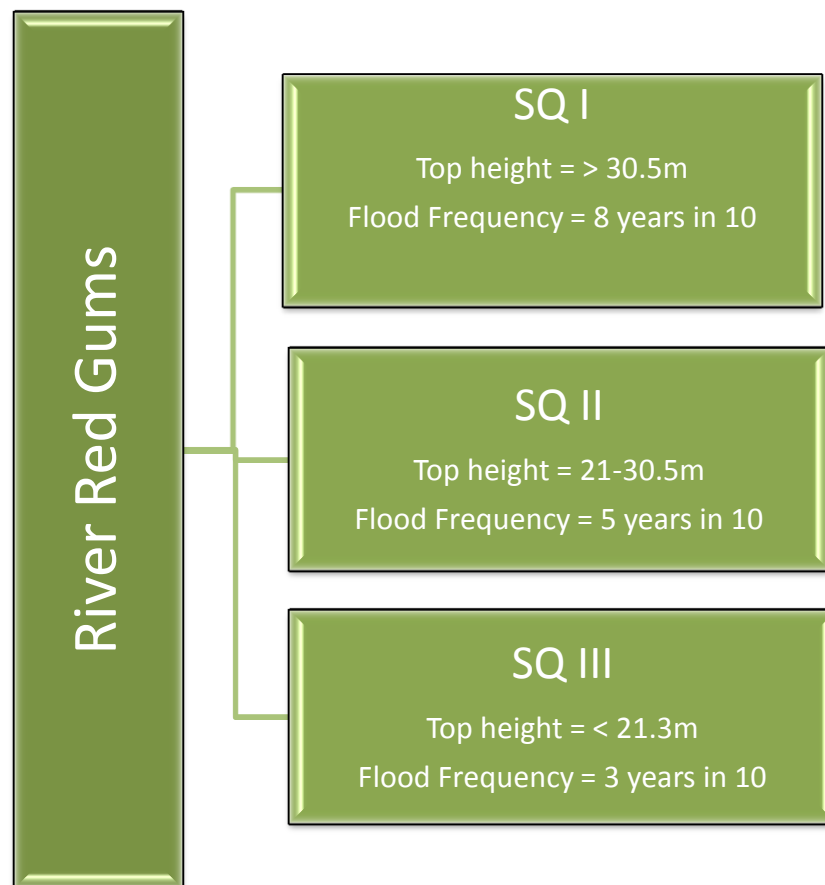 River Red Gums
SQ I
Top height = > 30.5m
Flood Frequency = 8 years in 10
SQ II
Top height = 21-30.5m
Flood Frequency = 5 years in 10
SQ III
Top height = < 21.3m
Flood Frequency = 3 years in 10